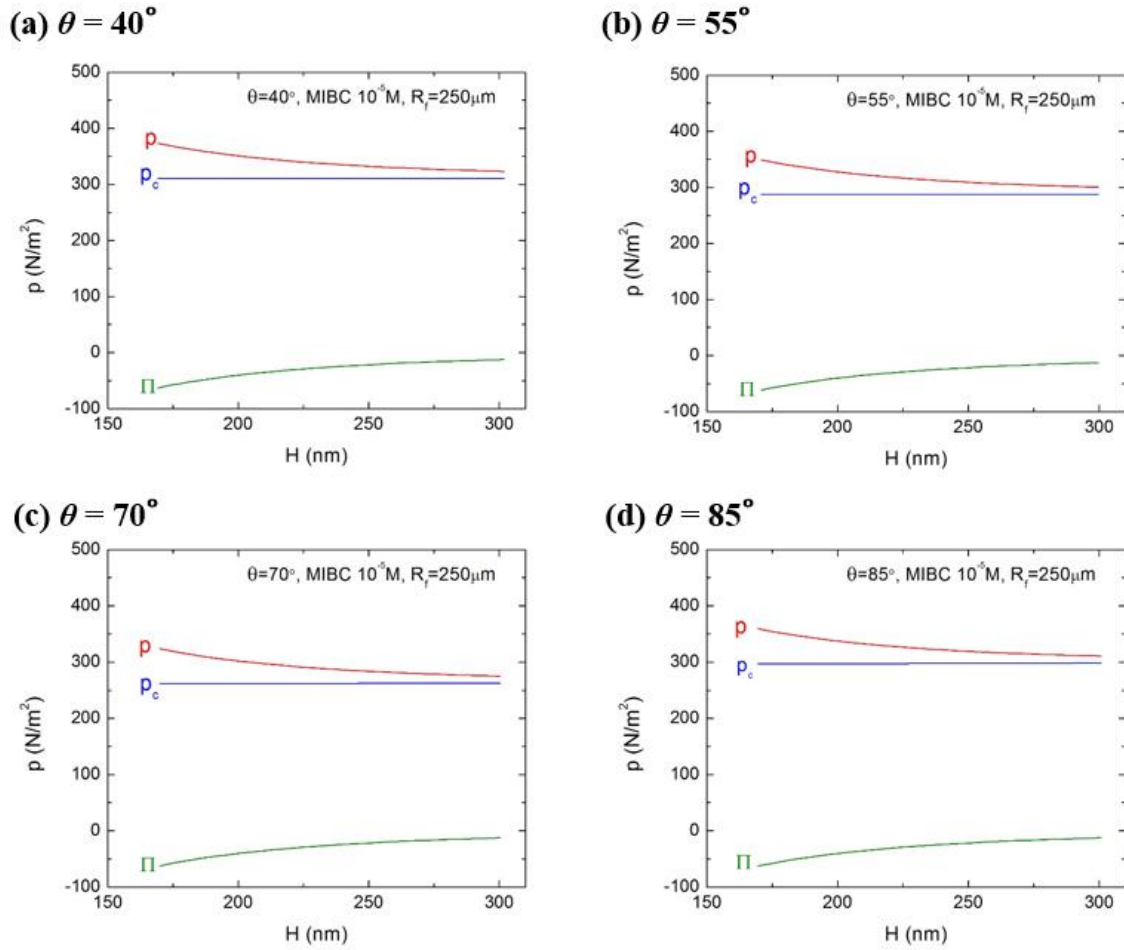 (a) θ = 40°
500
400
300
200
100
0
-100
p (N/m²)
θ=40°, MIBC 10⁻⁵M, R_f=250μm
p
p_c
Π
150 200 250 300
H (nm)
(b) θ = 55°
500
400
300
200
100
0
-100
p (N/m²)
θ=55°, MIBC 10⁻⁵M, R_f=250μm
p
p_c
Π
150 200 250 300
H (nm)
(c) θ = 70°
500
400
300
200
100
0
-100
p (N/m²)
θ=70°, MIBC 10⁻⁵M, R_f=250μm
p
p_c
Π
150 200 250 300
H (nm)
(d) θ = 85°
500
400
300
200
100
0
-100
p (N/m²)
θ=85°, MIBC 10⁻⁵M, R_f=250μm
p
p_c
Π
150 200 250 300
H (nm)